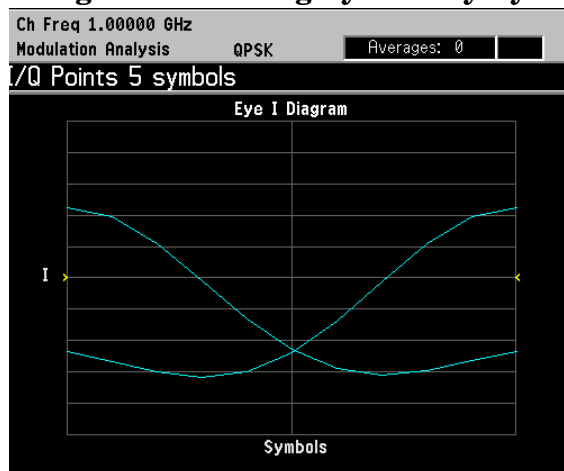 Ch Freq 1.00000 GHz
Modulation Analysis QPSK Averages: 0
I/Q Points 5 symbols
Eye I Diagram
I
Symbols